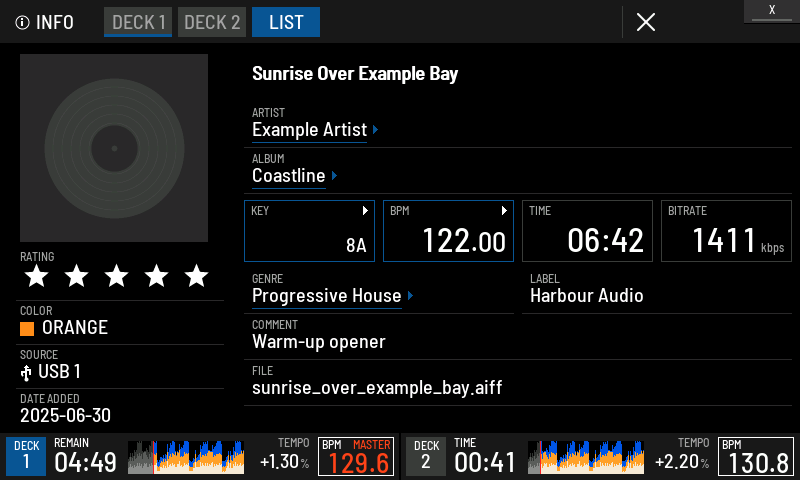 INFO DECK 1 DECK 2 LIST X
Sunrise Over Example Bay
ARTIST
Example Artist
ALBUM
Coastline
KEY
8A
BPM
122.00
TIME
06:42
BITRATE
1411 kbps
RATING
COLOR
ORANGE
SOURCE
USB 1
DATE ADDED
2025-06-30
GENRE
Progressive House
LABEL
Harbour Audio
COMMENT
Warm-up opener
FILE
sunrise_over_example_bay.aiff
DECK 1
REMAIN
04:49
TEMPO
+1.30%
BPM MASTER
129.6
DECK 2
TIME
00:41
TEMPO
+2.20%
BPM
130.8